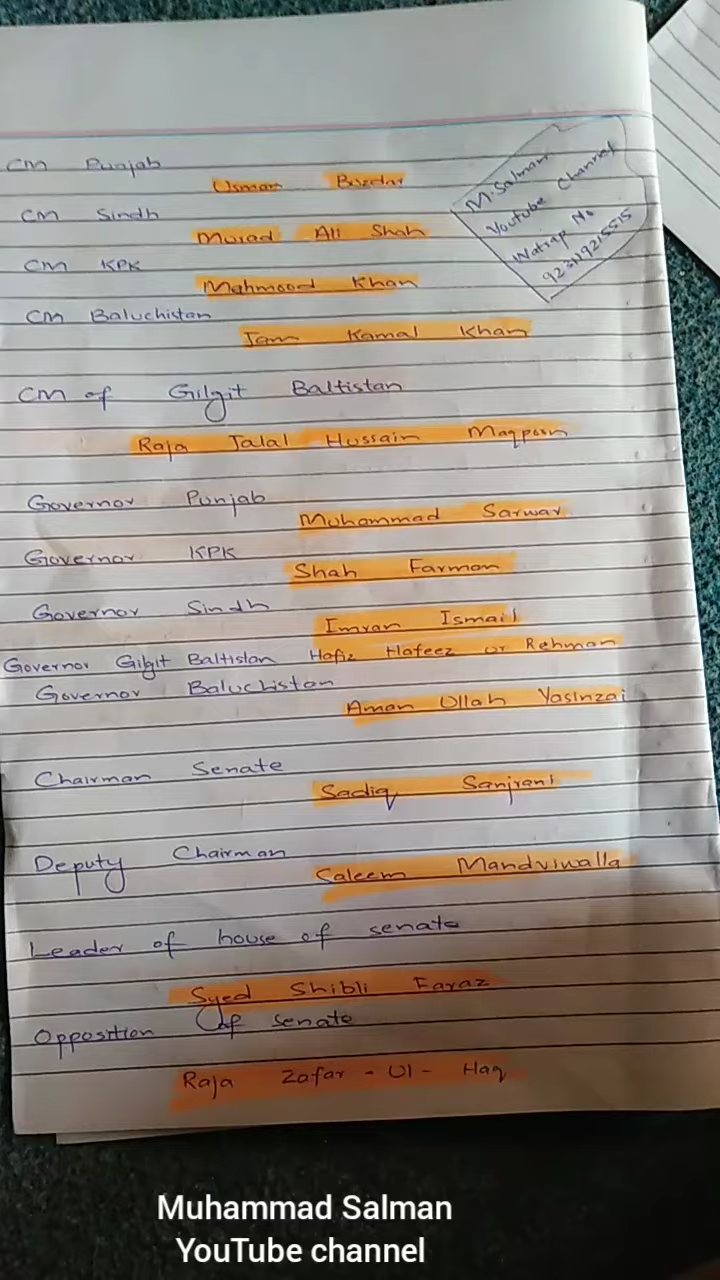 CM Punjab
Usman Buzdar
CM Sindh
Murad Ali Shah
CM KPK
Mahmood Khan
CM Baluchistan
Jam Kamal Khan
CM of Gilgit Baltistan
Raja Jalal Hussain Maqpoon
Governor Punjab
Muhammad Sarwar
Governor KPK
Shah Farman
Governor Sindh
Imran Ismail
Governor Gilgit Baltistan Hafiz Hafeez ur Rehman
Governor Baluchistan
Aman Ullah Yasinzai
Chairman Senate
Sadiq Sanjrani
Deputy Chairman
Saleem Mandviwalla
Leader of house of senate
Syed Shibli Faraz
Opposition of senate
Raja Zafar-Ul-Haq
M.Salman
Youtube Channel
Watsap No
Muhammad Salman
YouTube channel